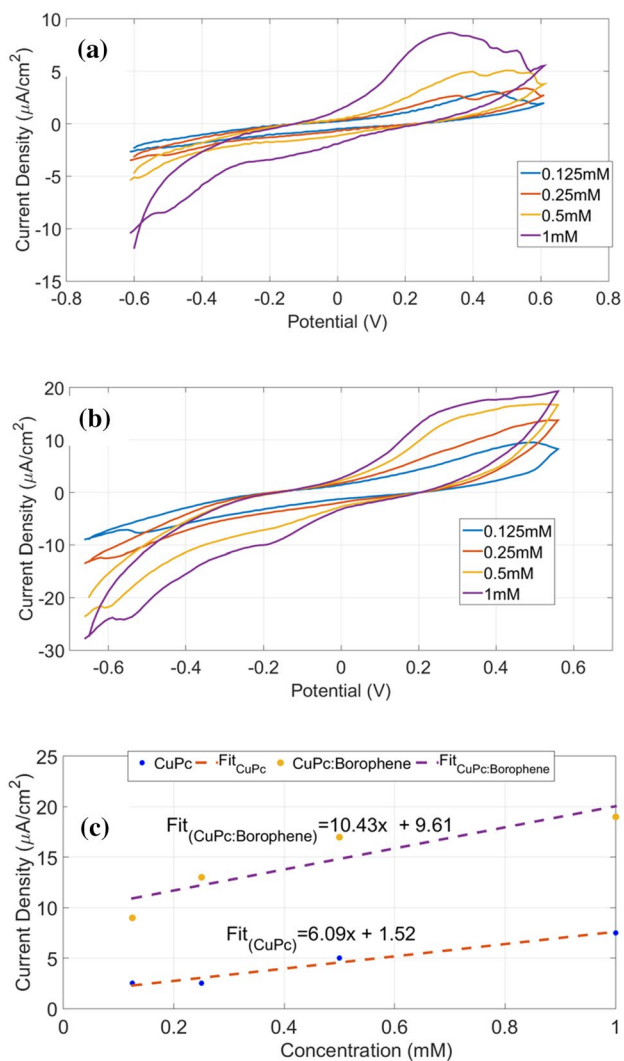 (a)
10
5
0
-5
-10
-15
Current Density (μA/cm²)
0.125mM
0.25mM
0.5mM
1mM
-0.8 -0.6 -0.4 -0.2 0 0.2 0.4 0.6 0.8
Potential (V)
(b)
20
10
0
-10
-20
-30
Current Density (μA/cm²)
0.125mM
0.25mM
0.5mM
1mM
-0.6 -0.4 -0.2 0 0.2 0.4 0.6
Potential (V)
25
20
15
10
5
0
Current Density (μA/cm²)
CuPc Fit_CuPc CuPc:Borophene Fit_CuPc:Borophene
(c)
Fit_(CuPc:Borophene)=10.43x + 9.61
Fit_(CuPc)=6.09x + 1.52
0 0.2 0.4 0.6 0.8 1
Concentration (mM)